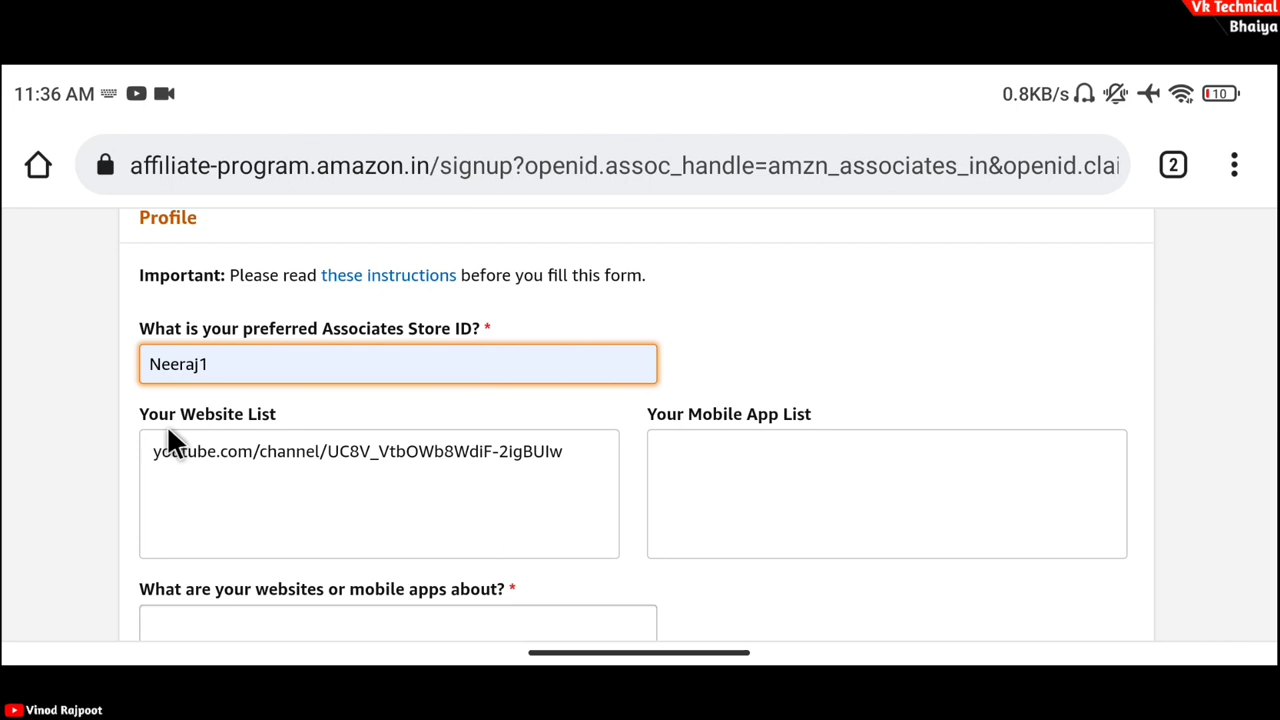 Vk Technical
Bhaiya
11:36 AM
0.8KB/s
10
affiliate-program.amazon.in/signup?openid.assoc_handle=amzn_associates_in&openid.clai
2
Profile
Important: Please read these instructions before you fill this form.
What is your preferred Associates Store ID? *
Neeraj1
Your Website List
Your Mobile App List
youtube.com/channel/UC8V_VtbOWb8WdiF-2igBUIw
What are your websites or mobile apps about? *
Vinod Rajpoot